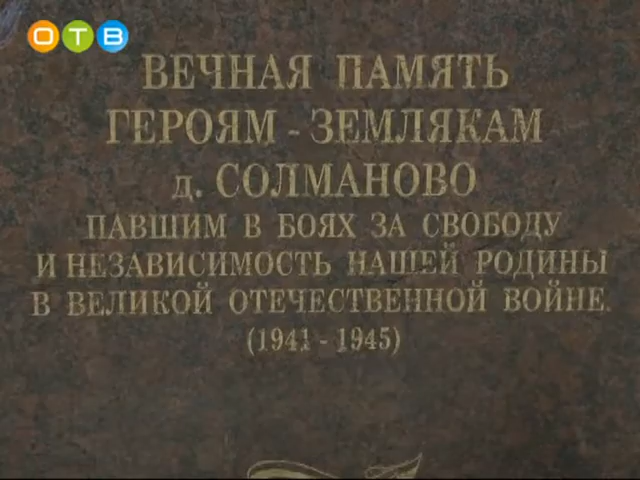 ОТВ
ВЕЧНАЯ ПАМЯТЬ
ГЕРОЯМ - ЗЕМЛЯКАМ
д. СОЛМАНОВО
ПАВШИМ В БОЯХ ЗА СВОБОДУ
И НЕЗАВИСИМОСТЬ НАШЕЙ РОДИНЫ
В ВЕЛИКОЙ ОТЕЧЕСТВЕННОЙ ВОЙНЕ.
(1941 - 1945)